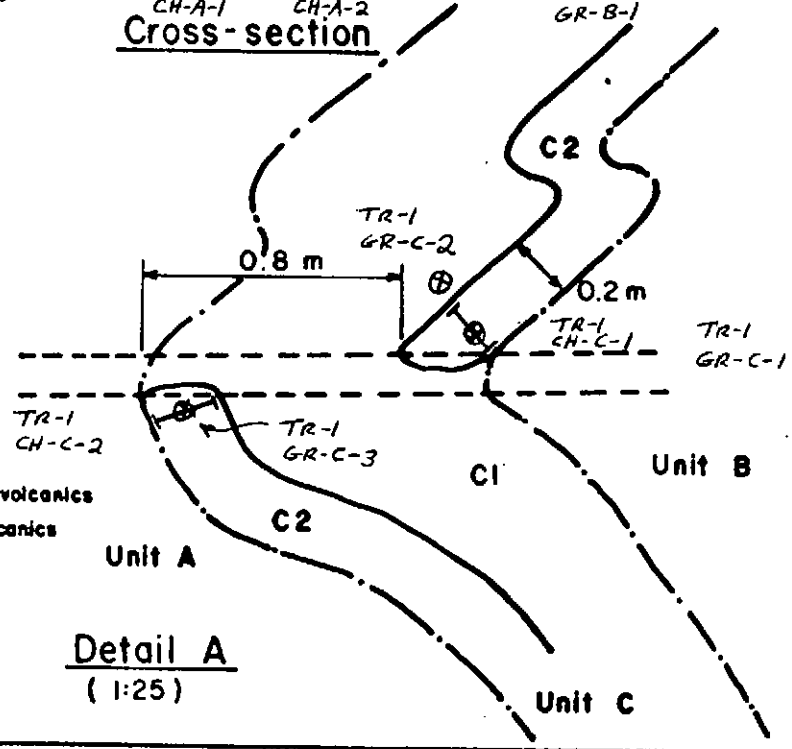 CH-A-1 CH-A-2
GR-B-1
Cross-section
C2
TR-1
GR-C-2
0.8 m
0.2 m
TR-1
CH-C-1
TR-1
GR-C-1
TR-1
CH-C-2
TR-1
GR-C-3
C1
Unit B
volcanics
C2
Unit A
Detail A
( 1:25 )
Unit C